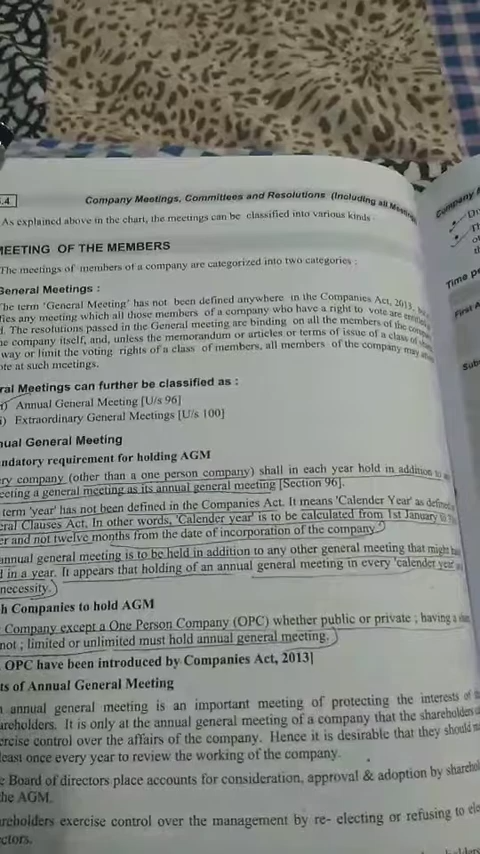 .4 Company Meetings, Committees and Resolutions (Including all Meetings
As explained above in the chart, the meetings can be classified into various kinds
MEETING OF THE MEMBERS
The meetings of members of a company are categorized into two categories :
General Meetings :
The term 'General Meeting' has not been defined anywhere in the Companies Act, 2013,
fies any meeting which all those members of a company who have a right to vote are entitled
d. The resolutions passed in the General meeting are binding on all the members of the company
he company itself, and, unless the memorandum or articles or terms of issue of a class of
way or limit the voting rights of a class of members, all members of the company may
ote at such meetings.
ral Meetings can further be classified as :
i) Annual General Meeting [U/s 96]
) Extraordinary General Meetings [U/s 100]
nual General Meeting
ndatory requirement for holding AGM
ery company (other than a one person company) shall in each year hold in addition to
eeting a general meeting as its annual general meeting [Section 96].
term 'year' has not been defined in the Companies Act. It means 'Calender Year' as defined
eral Clauses Act. In other words, 'Calender year' is to be calculated from 1st January to
er and not twelve months from the date of incorporation of the company.
annual general meeting is to be held in addition to any other general meeting that might
d in a year. It appears that holding of an annual general meeting in every 'calender year'
necessity.
h Companies to hold AGM
Company except a One Person Company (OPC) whether public or private ; having a
not ; limited or unlimited must hold annual general meeting.
OPC have been introduced by Companies Act, 2013]
ts of Annual General Meeting
annual general meeting is an important meeting of protecting the interests of
areholders. It is only at the annual general meeting of a company that the shareholders
ercise control over the affairs of the company. Hence it is desirable that they should
least once every year to review the working of the company.
e Board of directors place accounts for consideration, approval & adoption by sharehol
he AGM.
reholders exercise control over the management by re- electing or refusing to ele
ctors.
Company
Time pe
First A
Sub